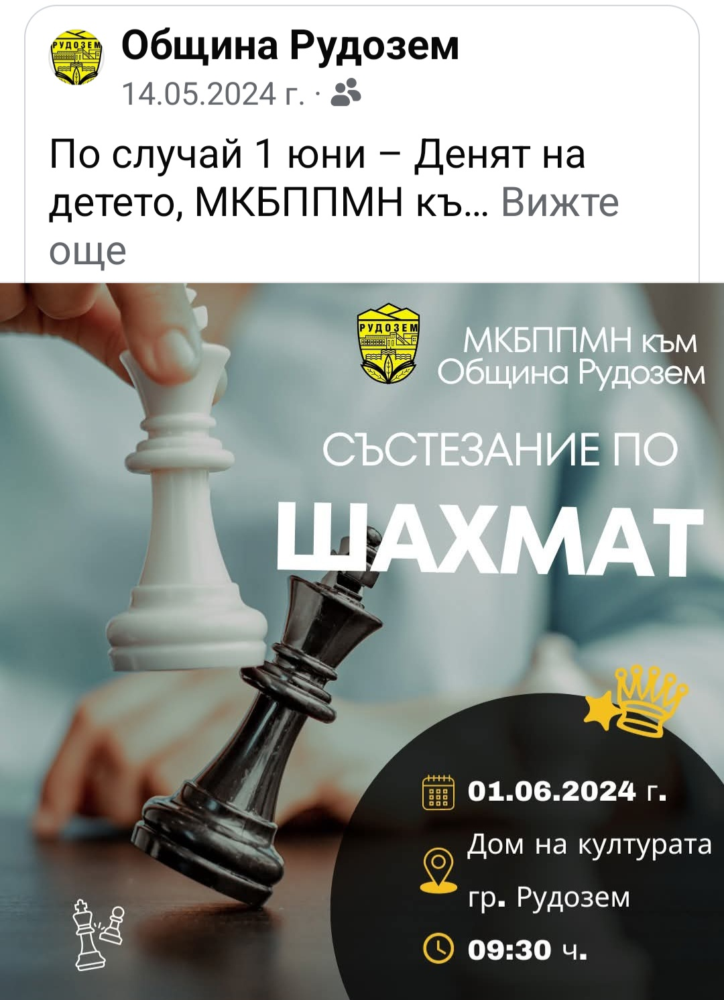 РУДОЗЕМ
Община Рудозем
14.05.2024 г. ·
По случай 1 юни – Денят на
детето, МКБППМН къ... Вижте
още
РУДОЗЕМ
МКБППМН към
Община Рудозем
СЪСТЕЗАНИЕ ПО
ШАХМАТ
01.06.2024 г.
Дом на културата
гр. Рудозем
09:30 ч.